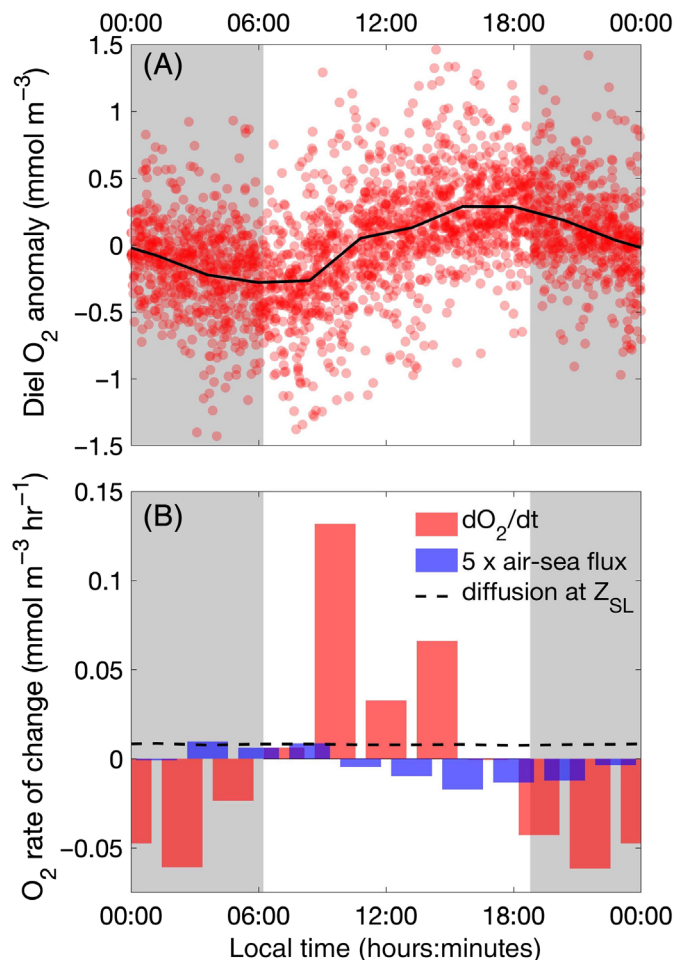 00:00 06:00 12:00 18:00 00:00
(A)
Diel O₂ anomaly (mmol m⁻³)
1.5
1
0.5
0
−0.5
−1
−1.5
(B)
O₂ rate of change (mmol m⁻³ hr⁻¹)
0.15
0.1
0.05
0
−0.05
dO₂/dt
5 x air-sea flux
diffusion at Z_SL
00:00 06:00 12:00 18:00 00:00
Local time (hours:minutes)